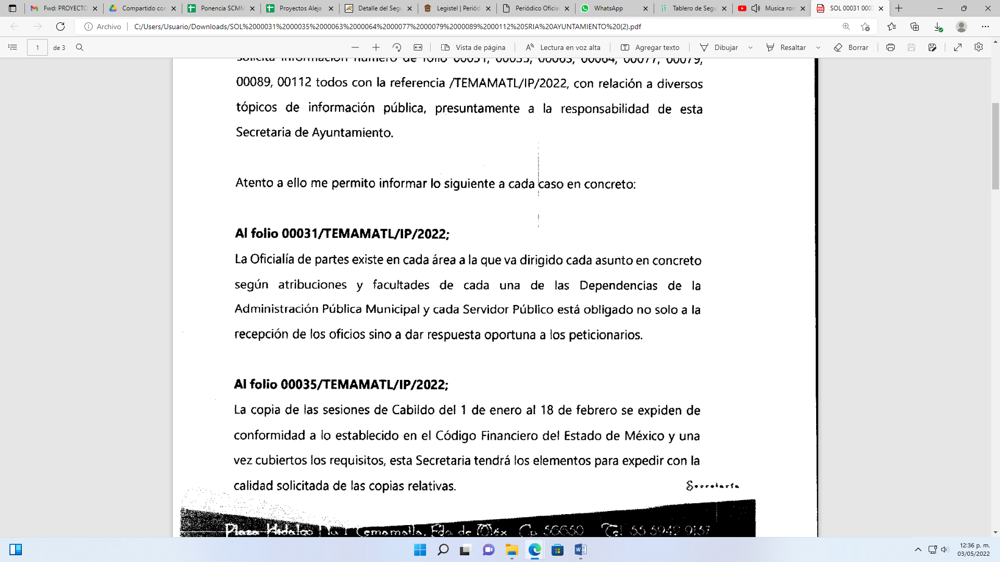 Fwd: PROYECTO
Compartido con
Ponencia SCMM
Proyectos Aleja
Detalle del Segu
Legistel | Periód
Periódico Oficial
WhatsApp
Tablero de Segu
Musica rom
SOL 00031 0003
Archivo
C:/Users/Usuario/Downloads/SOL%2000031%2000035%2000063%2000064%2000077%2000079%2000089%2000112%20SRIA%20AYUNTAMIENTO%20(2).pdf
1 de 3
Vista de página
Lectura en voz alta
Agregar texto
Dibujar
Resaltar
Borrar
solicita información número de folio 00031, 00035, 00063, 00064, 00077, 00079,
00089, 00112 todos con la referencia /TEMAMATL/IP/2022, con relación a diversos
tópicos de información pública, presuntamente a la responsabilidad de esta
Secretaria de Ayuntamiento.
Atento a ello me permito informar lo siguiente a cada caso en concreto:
Al folio 00031/TEMAMATL/IP/2022;
La Oficialía de partes existe en cada área a la que va dirigido cada asunto en concreto
según atribuciones y facultades de cada una de las Dependencias de la
Administración Pública Municipal y cada Servidor Público está obligado no solo a la
recepción de los oficios sino a dar respuesta oportuna a los peticionarios.
Al folio 00035/TEMAMATL/IP/2022;
La copia de las sesiones de Cabildo del 1 de enero al 18 de febrero se expiden de
conformidad a lo establecido en el Código Financiero del Estado de México y una
vez cubiertos los requisitos, esta Secretaria tendrá los elementos para expedir con la
calidad solicitada de las copias relativas.
Secretaría
Plaza Hidalgo No 1 Temamatla, Edo de Méx Cp 56650 Tel 55 5942 9167
12:36 p. m.
03/05/2022